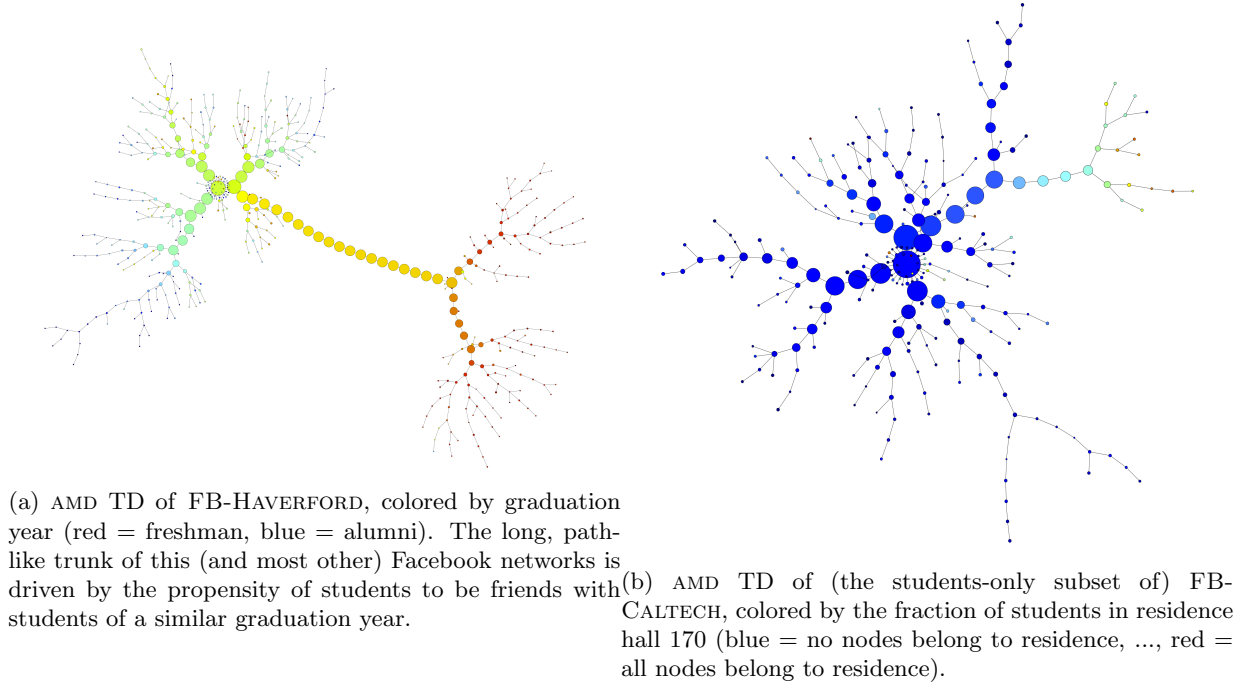 (a) AMD TD of FB-HAVERFORD, colored by graduation
year (red = freshman, blue = alumni). The long, path-
like trunk of this (and most other) Facebook networks is
driven by the propensity of students to be friends with
students of a similar graduation year.
(b) AMD TD of (the students-only subset of) FB-
CALTECH, colored by the fraction of students in residence
hall 170 (blue = no nodes belong to residence, ..., red =
all nodes belong to residence).